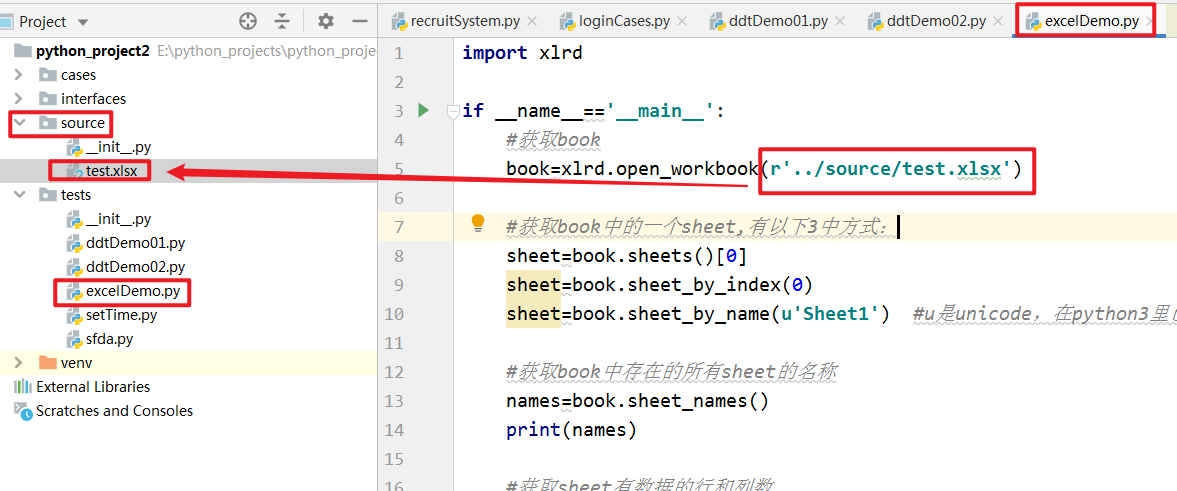 Project
python_project2 E:\python_projects\python_projec
cases
interfaces
source
__init__.py
test.xlsx
tests
__init__.py
ddtDemo01.py
ddtDemo02.py
excelDemo.py
setTime.py
sfda.py
venv
External Libraries
Scratches and Consoles
recruitSystem.py loginCases.py ddtDemo01.py ddtDemo02.py excelDemo.py
1 import xlrd
2
3 if __name__=='__main__':
4 #获取book
5 book=xlrd.open_workbook(r'../source/test.xlsx')
6
7 #获取book中的一个sheet,有以下3中方式:
8 sheet=book.sheets()[0]
9 sheet=book.sheet_by_index(0)
10 sheet=book.sheet_by_name(u'Sheet1') #u是unicode，在python3里
11
12 #获取book中存在的所有sheet的名称
13 names=book.sheet_names()
14 print(names)
15
16 #获取sheet有数据的行和列数